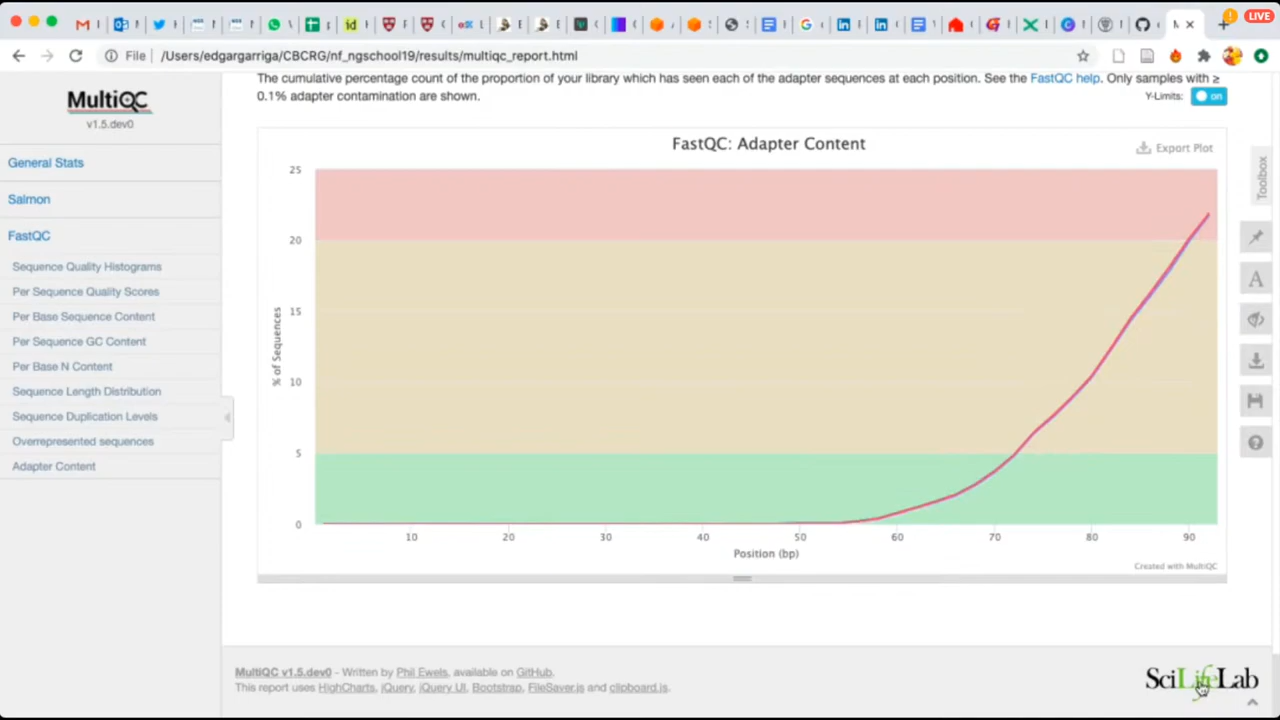 LIVE
File /Users/edgargarriga/CBCRG/nf_ngschool19/results/multiqc_report.html
The cumulative percentage count of the proportion of your library which has seen each of the adapter sequences at each position. See the FastQC help. Only samples with ≥
0.1% adapter contamination are shown.
Y-Limits: on
MultiQC
v1.5.dev0
General Stats
Salmon
FastQC
Sequence Quality Histograms
Per Sequence Quality Scores
Per Base Sequence Content
Per Sequence GC Content
Per Base N Content
Sequence Length Distribution
Sequence Duplication Levels
Overrepresented sequences
Adapter Content
FastQC: Adapter Content
Export Plot
Toolbox
% of Sequences
25
20
15
10
5
0
10 20 30 40 50 60 70 80 90
Position (bp)
Created with MultiQC
MultiQC v1.5.dev0 - Written by Phil Ewels, available on GitHub.
This report uses HighCharts, jQuery, jQuery UI, Bootstrap, FileSaver.js and clipboard.js.
SciLifeLab